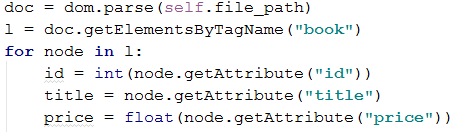 doc = dom.parse(self.file_path)
l = doc.getElementsByTagName("book")
for node in l:
    id = int(node.getAttribute("id"))
    title = node.getAttribute("title")
    price = float(node.getAttribute("price"))